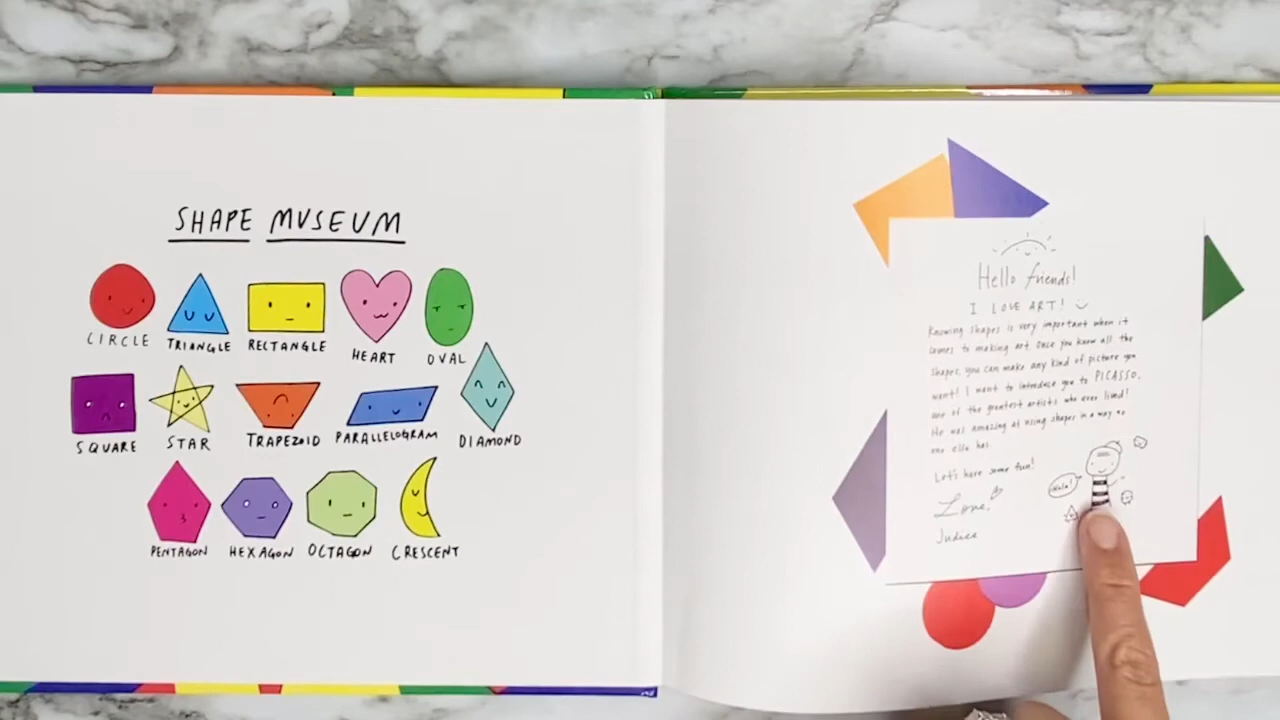 SHAPE MUSEUM
CIRCLE TRIANGLE RECTANGLE HEART OVAL
SQUARE STAR TRAPEZOID PARALLELOGRAM DIAMOND
PENTAGON HEXAGON OCTAGON CRESCENT
Hello friends!
I LOVE ART!
Knowing shapes is very important when it
comes to making art. Once you know all the
shapes, you can make any kind of picture you
want! I want to introduce you to PICASSO,
one of the greatest artists who ever lived!
He was amazing at using shapes in a way no
one else has.
Let's have some fun!
Hola!
Love,